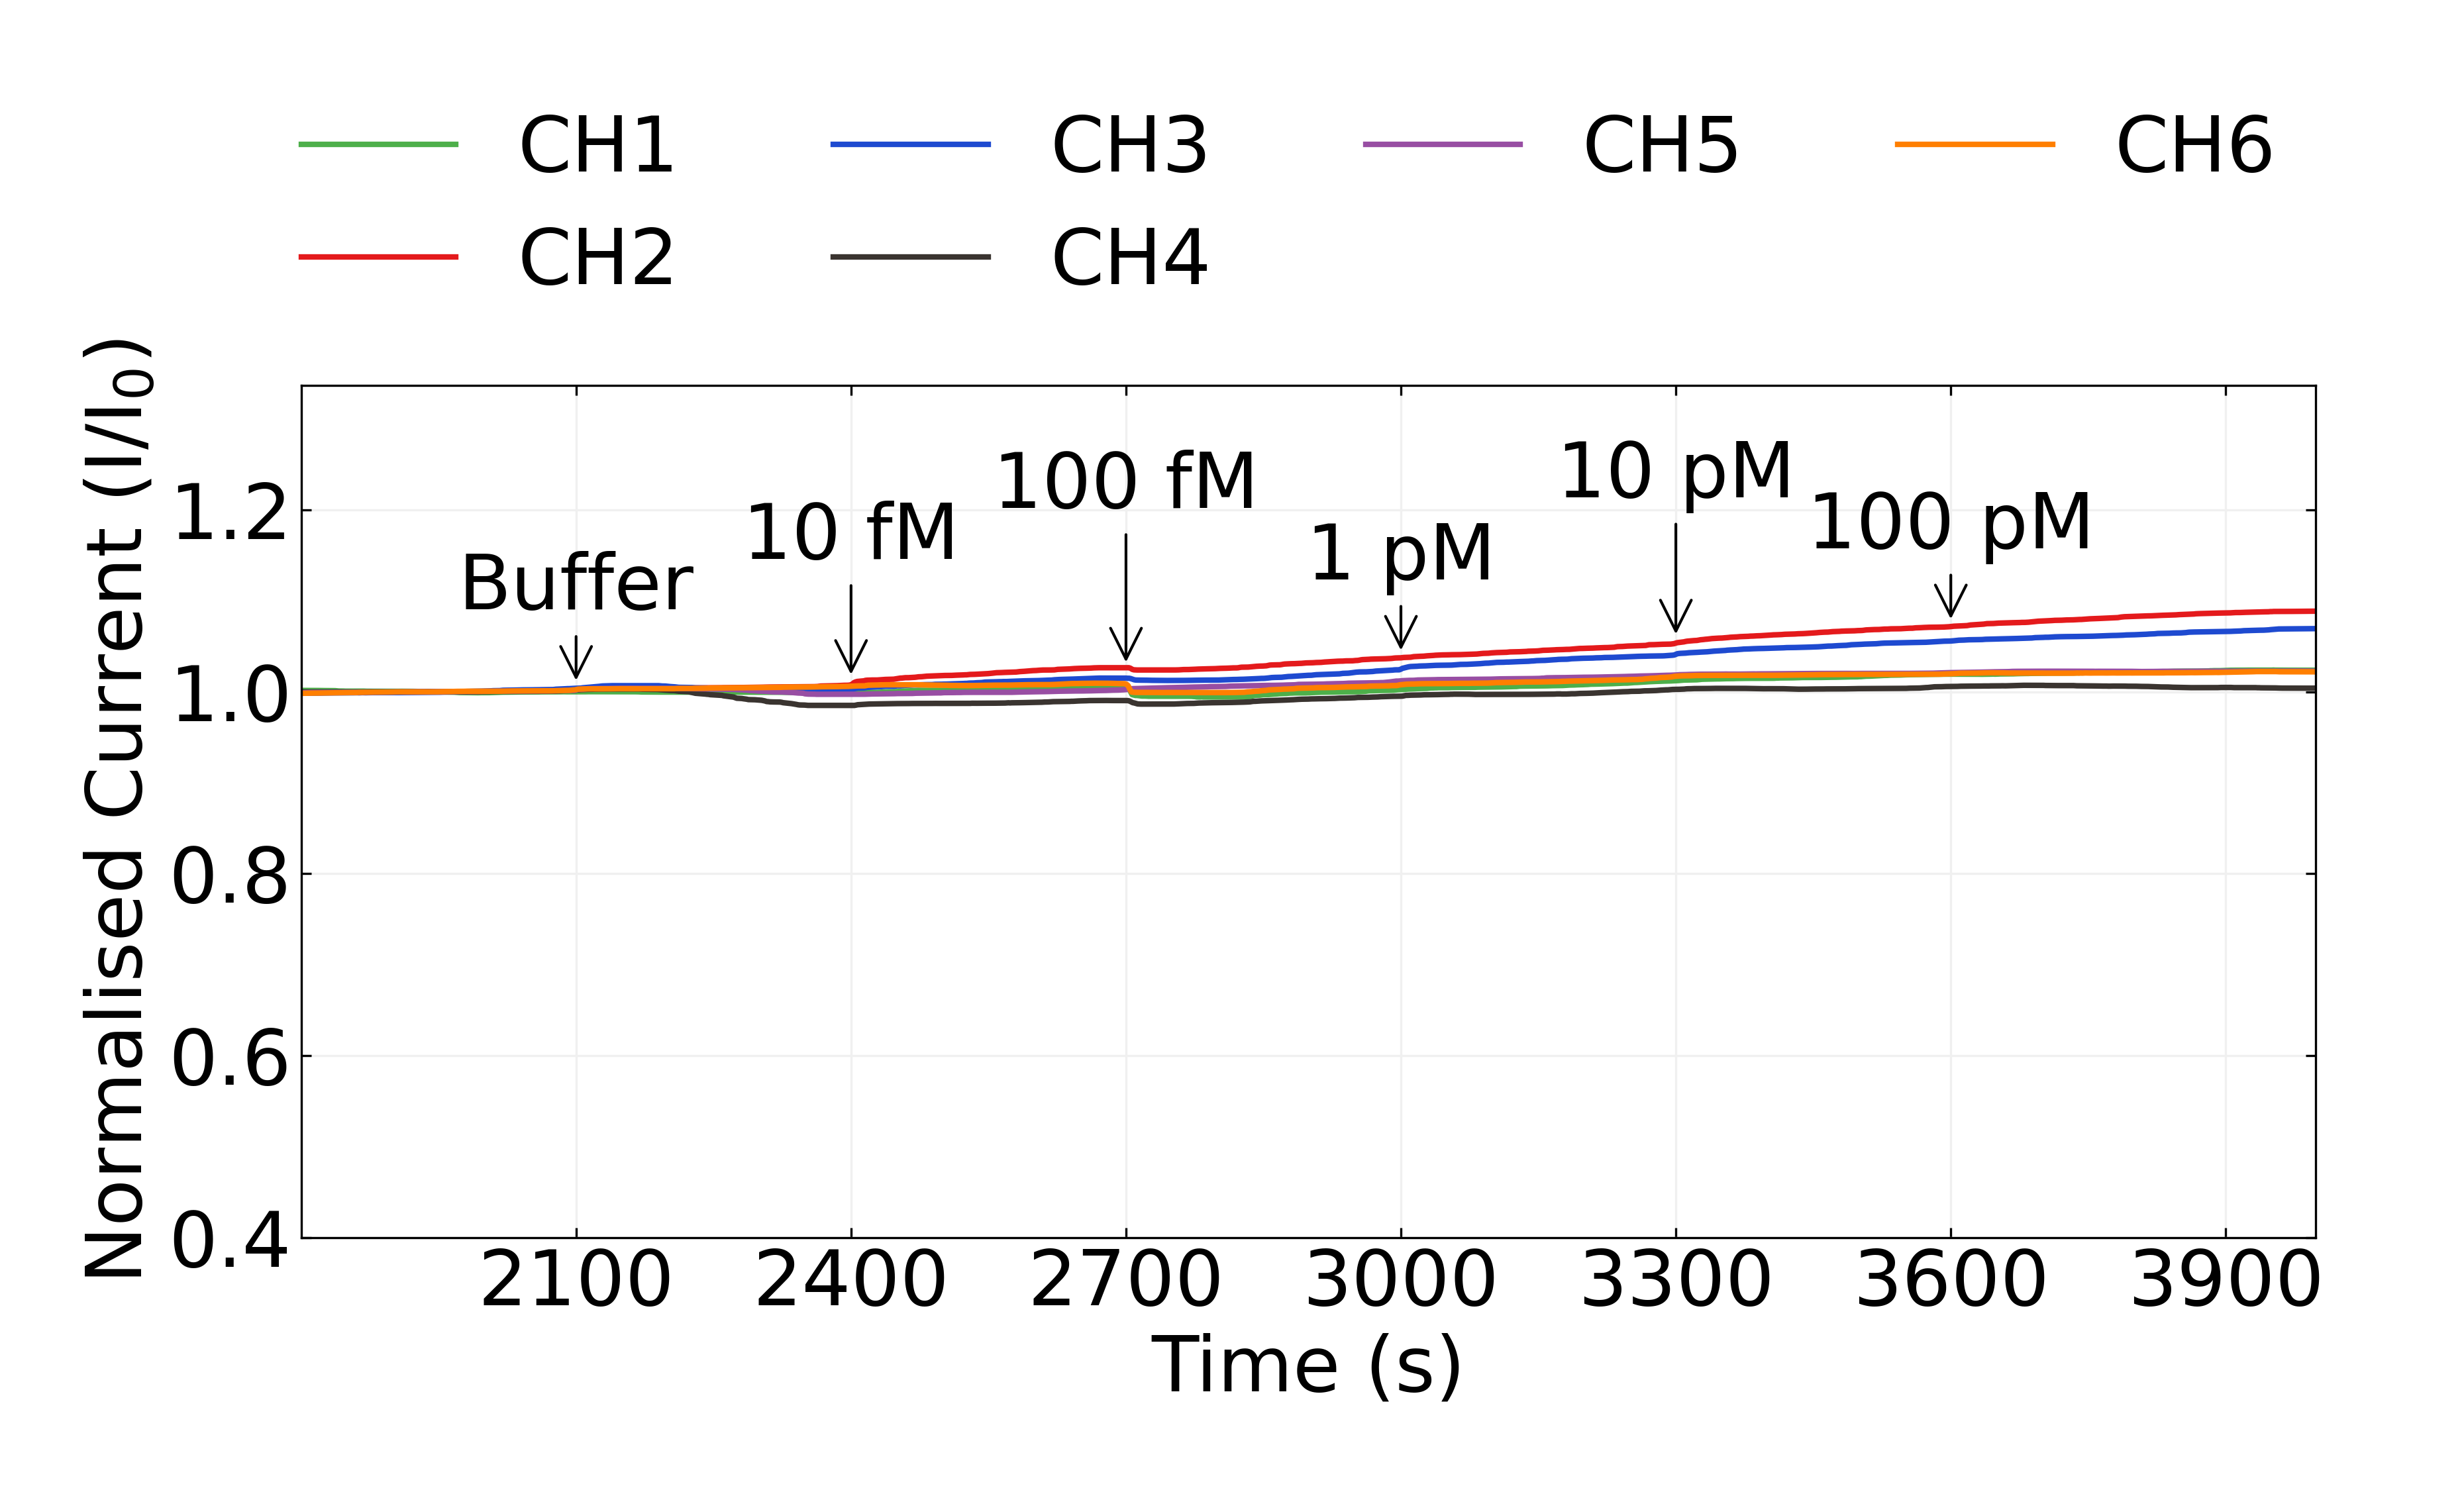 CH1 CH3 CH5 CH6
CH2 CH4
Normalised Current (I/I₀)
1.2
1.0
0.8
0.6
0.4
Buffer
10 fM
100 fM
1 pM
10 pM
100 pM
2100 2400 2700 3000 3300 3600 3900
Time (s)